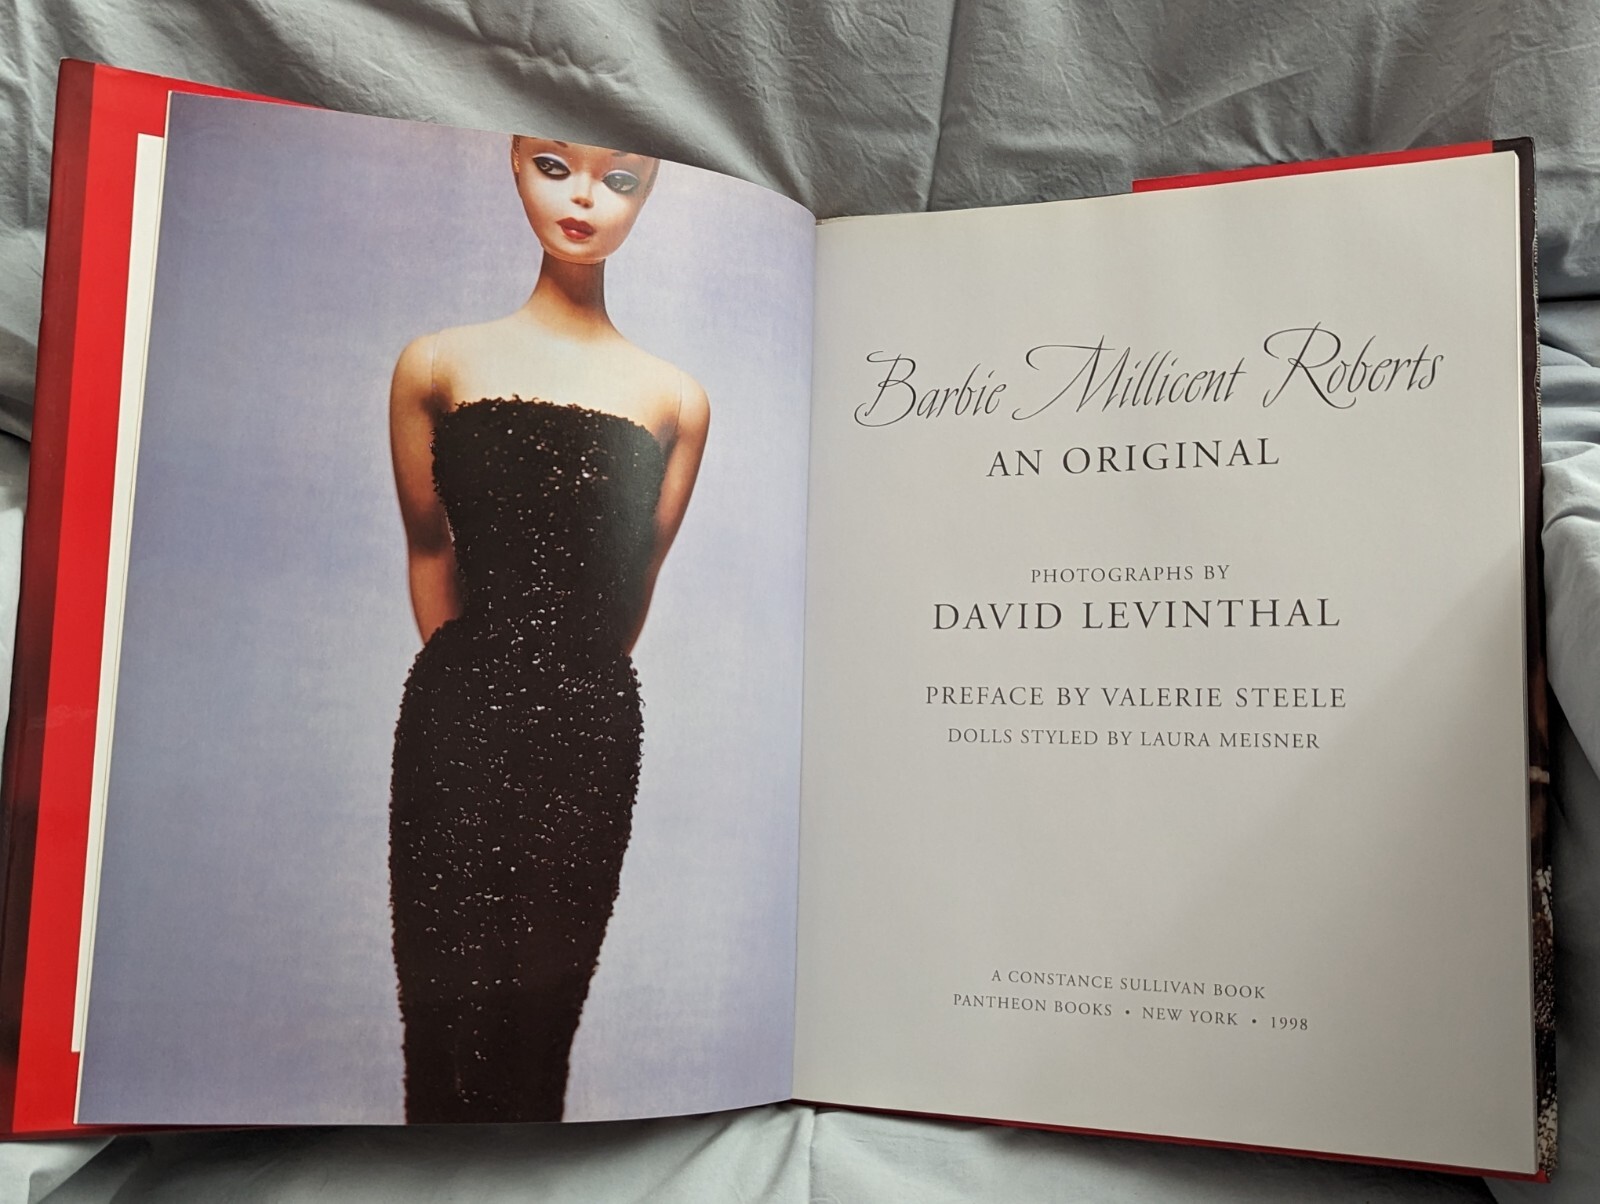 Barbie Millicent Roberts
AN ORIGINAL
PHOTOGRAPHS BY
DAVID LEVINTHAL
PREFACE BY VALERIE STEELE
DOLLS STYLED BY LAURA MEISNER
A CONSTANCE SULLIVAN BOOK
PANTHEON BOOKS • NEW YORK • 1998